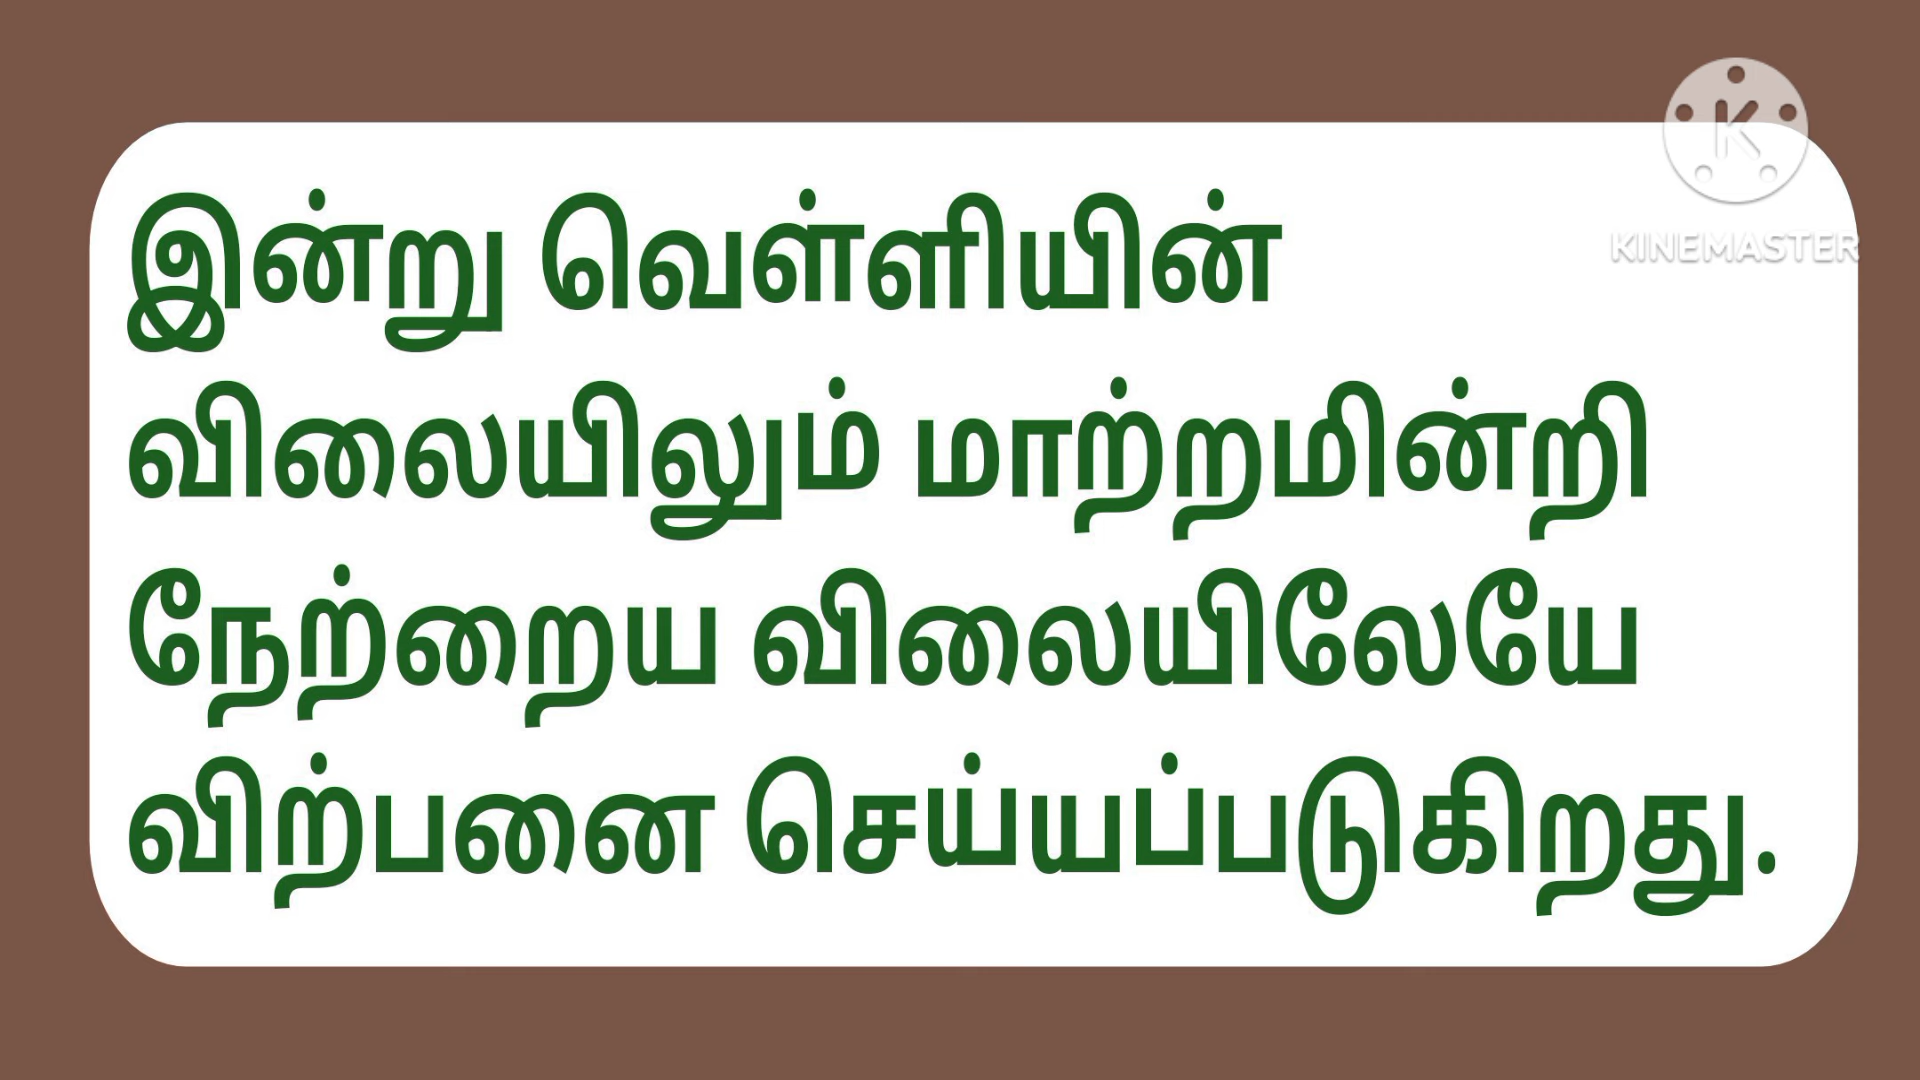 இன்று வெள்ளியின்
விலையிலும் மாற்றமின்றி
நேற்றைய விலையிலேயே
விற்பனை செய்யப்படுகிறது.
K
KINEMASTER